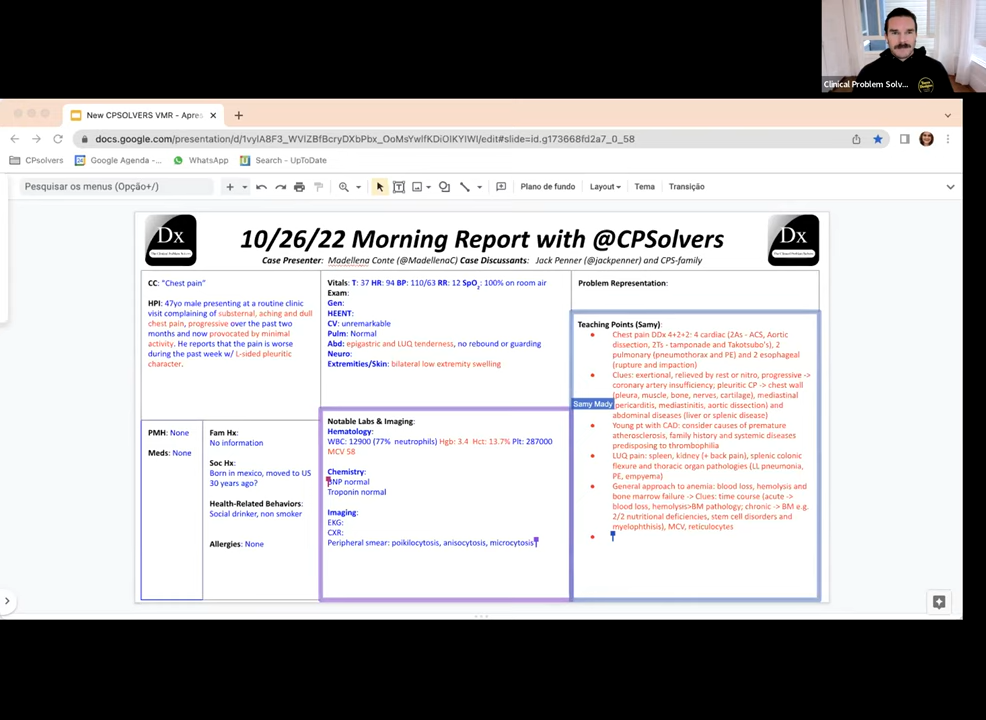 Clinical Problem Solv...
New CPSOLVERS VMR - Apres
docs.google.com/presentation/d/1vylA8F3_WVIZBfBcryDXbPbx_OoMsYwlfKDiOIKYIWI/edit#slide=id.g173668fd2a7_0_58
CPsolvers
Google Agenda -...
WhatsApp
Search - UpToDate
Pesquisar os menus (Opção+/)
Plano de fundo
Layout
Tema
Transição
Dx
10/26/22 Morning Report with @CPSolvers
Dx
Case Presenter: Madellena Conte (@MadellenaC) Case Discussants: Jack Penner (@jackpenner) and CPS-family
CC: "Chest pain"
HPI: 47yo male presenting at a routine clinic
visit complaining of substernal, aching and dull
chest pain, progressive over the past two
months and now provocated by minimal
activity. He reports that the pain is worse
during the past week w/ L-sided pleuritic
character.
PMH: None
Meds: None
Fam Hx:
No information
Soc Hx:
Born in mexico, moved to US
30 years ago?
Health-Related Behaviors:
Social drinker, non smoker
Allergies: None
Vitals: T: 37 HR: 94 BP: 110/63 RR: 12 SpO2: 100% on room air
Exam:
Gen:
HEENT:
CV: unremarkable
Pulm: Normal
Abd: epigastric and LUQ tenderness, no rebound or guarding
Neuro:
Extremities/Skin: bilateral low extremity swelling
Notable Labs & Imaging:
Hematology:
WBC: 12900 (77% neutrophils) Hgb: 3.4 Hct: 13.7% Plt: 287000
MCV 58
Chemistry:
BNP normal
Troponin normal
Imaging:
EKG:
CXR:
Peripheral smear: poikilocytosis, anisocytosis, microcytosis
Problem Representation:
Teaching Points (Samy):
Chest pain DDx 4+2+2: 4 cardiac (2As - ACS, Aortic
dissection, 2Ts - tamponade and Takotsubo's), 2
pulmonary (pneumothorax and PE) and 2 esophageal
(rupture and impaction)
Clues: exertional, relieved by rest or nitro, progressive ->
coronary artery insufficiency; pleuritic CP -> chest wall
(pleura, muscle, bone, nerves, cartilage), mediastinal
Samy Mady
pericarditis, mediastinitis, aortic dissection) and
abdominal diseases (liver or splenic disease)
Young pt with CAD: consider causes of premature
atherosclerosis, family history and systemic diseases
predisposing to thrombophilia
LUQ pain: spleen, kidney (+ back pain), splenic colonic
flexure and thoracic organ pathologies (LL pneumonia,
PE, empyema)
General approach to anemia: blood loss, hemolysis and
bone marrow failure -> Clues: time course (acute ->
blood loss, hemolysis>BM pathology; chronic -> BM e.g.
2/2 nutritional deficiencies, stem cell disorders and
myelophthisis), MCV, reticulocytes